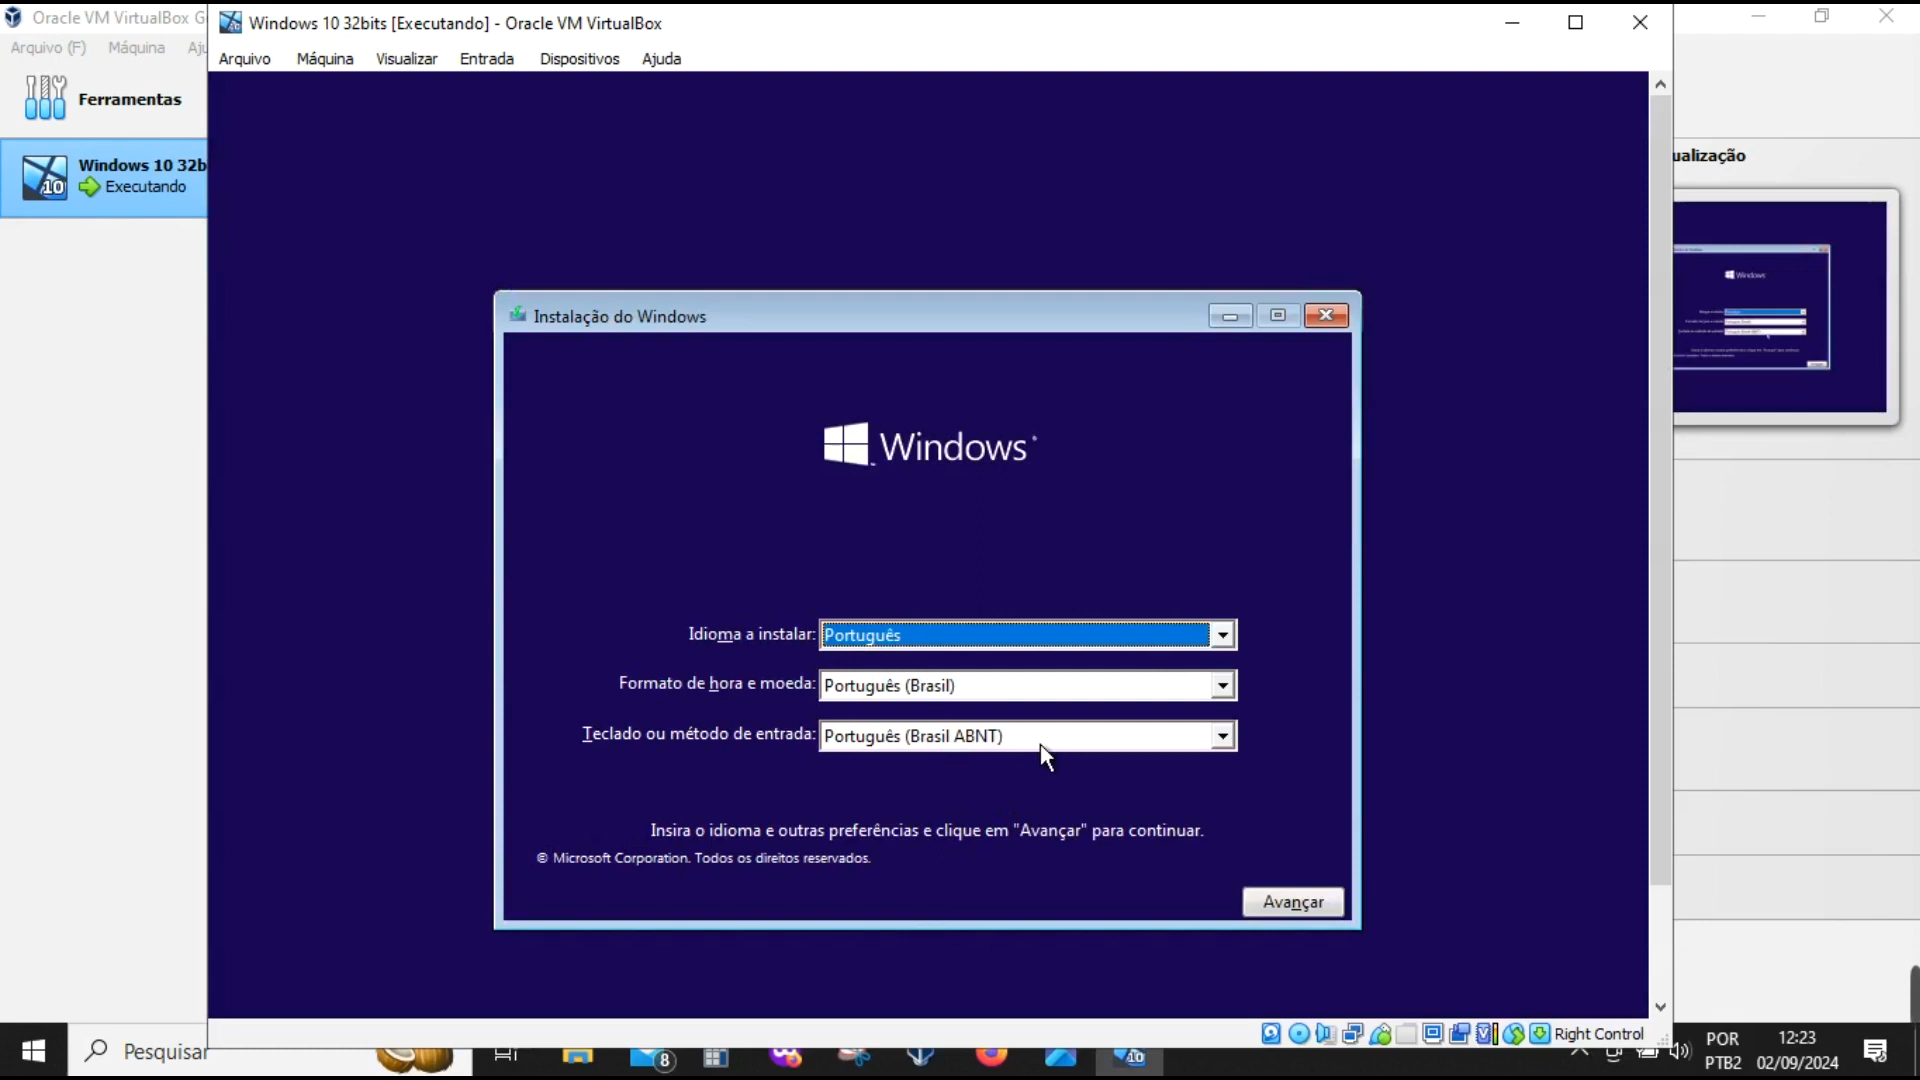 Oracle VM VirtualBox G
Arquivo (F) Máquina Aju
Ferramentas
Windows 10 32b
Executando
Windows 10 32bits [Executando] - Oracle VM VirtualBox
Arquivo Máquina Visualizar Entrada Dispositivos Ajuda
ualização
Instalação do Windows
Windows
Idioma a instalar: Português
Formato de hora e moeda: Português (Brasil)
Teclado ou método de entrada: Português (Brasil ABNT)
Insira o idioma e outras preferências e clique em "Avançar" para continuar.
© Microsoft Corporation. Todos os direitos reservados.
Avançar
Right Control
Pesquisar
8
10
POR
PTB2
12:23
02/09/2024